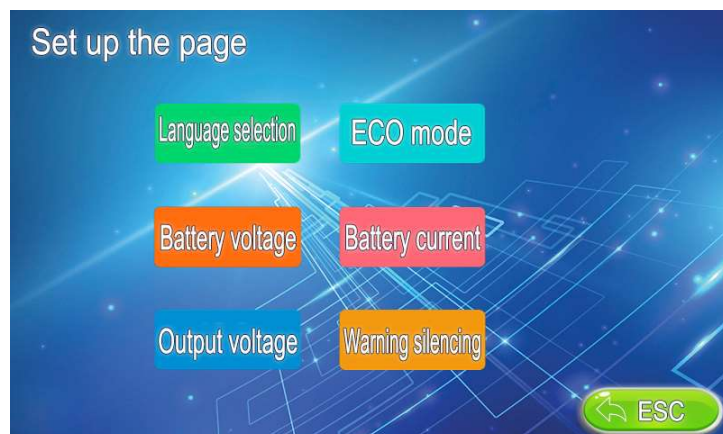 Set up the page
Language selection
ECO mode
Battery voltage
Battery current
Output voltage
Warning silencing
ESC